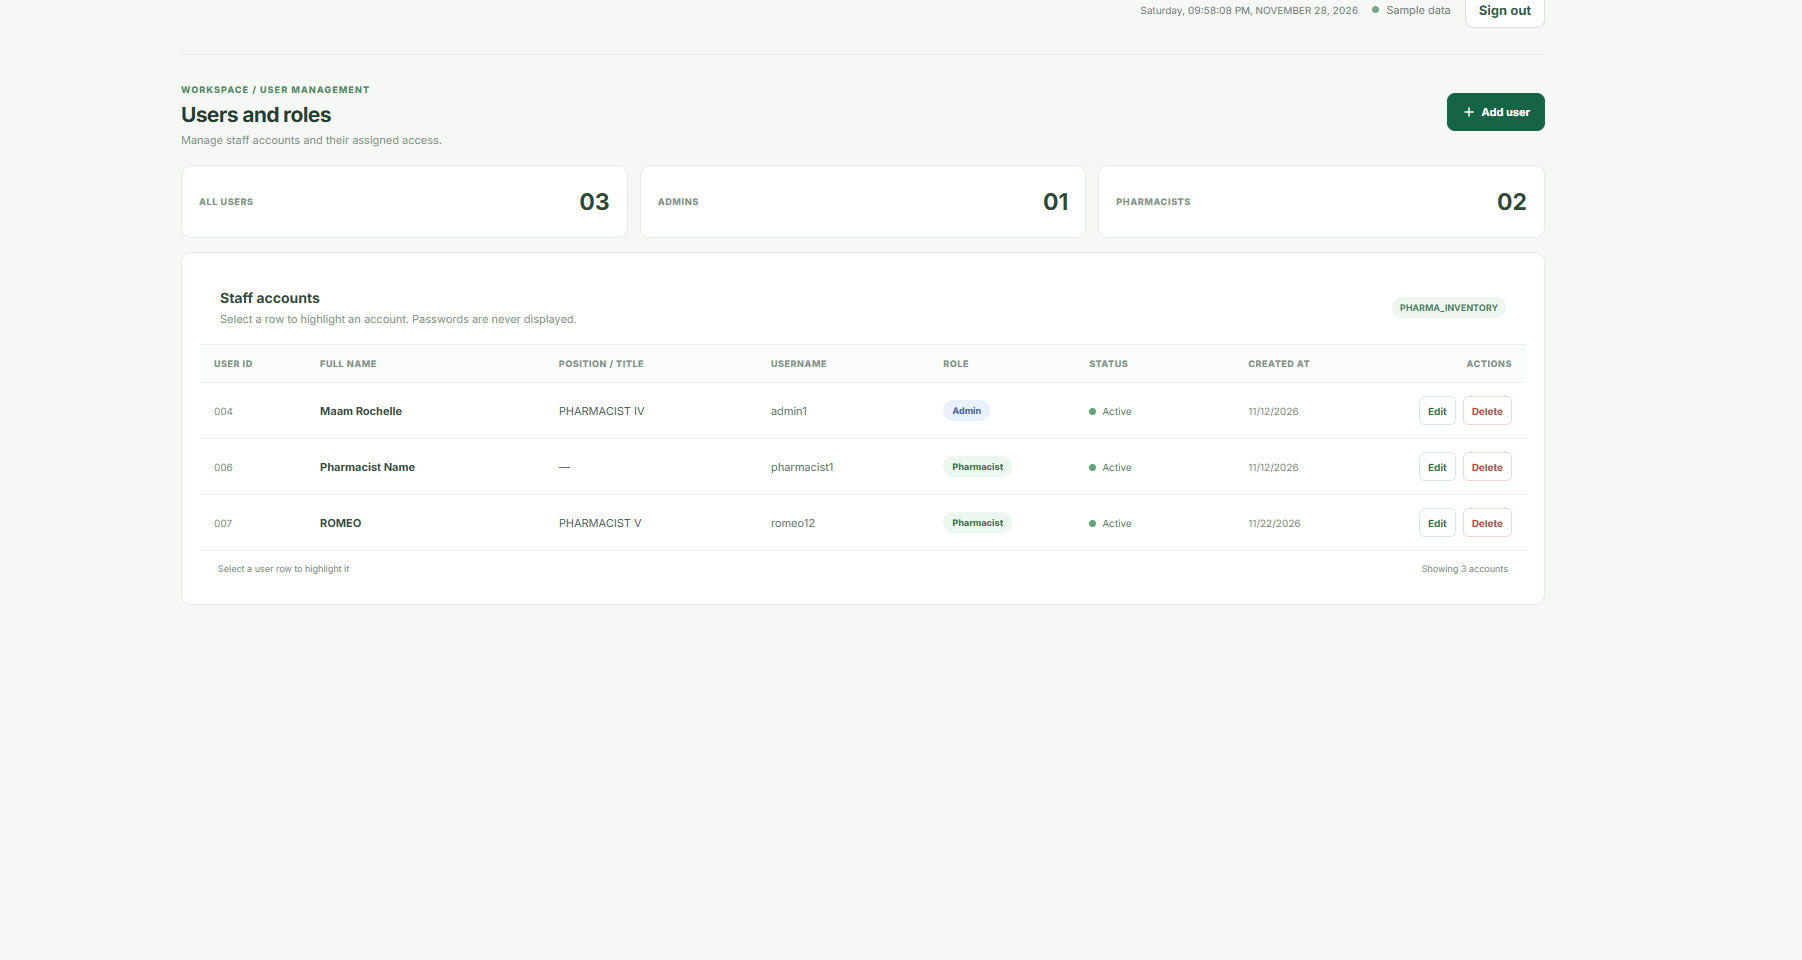 Saturday, 09:58:08 PM, NOVEMBER 28, 2026 Sample data Sign out
WORKSPACE / USER MANAGEMENT
Users and roles
Manage staff accounts and their assigned access.
+ Add user
ALL USERS 03
ADMINS 01
PHARMACISTS 02
Staff accounts
Select a row to highlight an account. Passwords are never displayed.
PHARMA_INVENTORY
USER ID FULL NAME POSITION / TITLE USERNAME ROLE STATUS CREATED AT ACTIONS
004 Maam Rochelle PHARMACIST IV admin1 Admin Active 11/12/2026 Edit Delete
006 Pharmacist Name — pharmacist1 Pharmacist Active 11/12/2026 Edit Delete
007 ROMEO PHARMACIST V romeo12 Pharmacist Active 11/22/2026 Edit Delete
Select a user row to highlight it
Showing 3 accounts